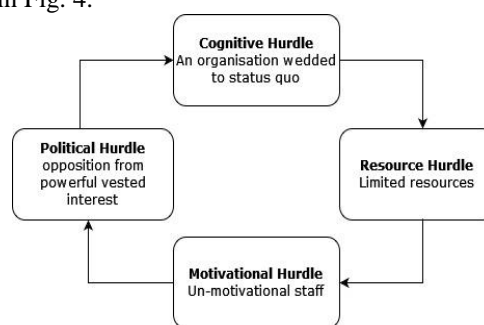 in Fig. 4.
Cognitive Hurdle
An organisation wedded
to status quo
Political Hurdle
opposition from
powerful vested
interest
Resource Hurdle
Limited resources
Motivational Hurdle
Un-motivational staff